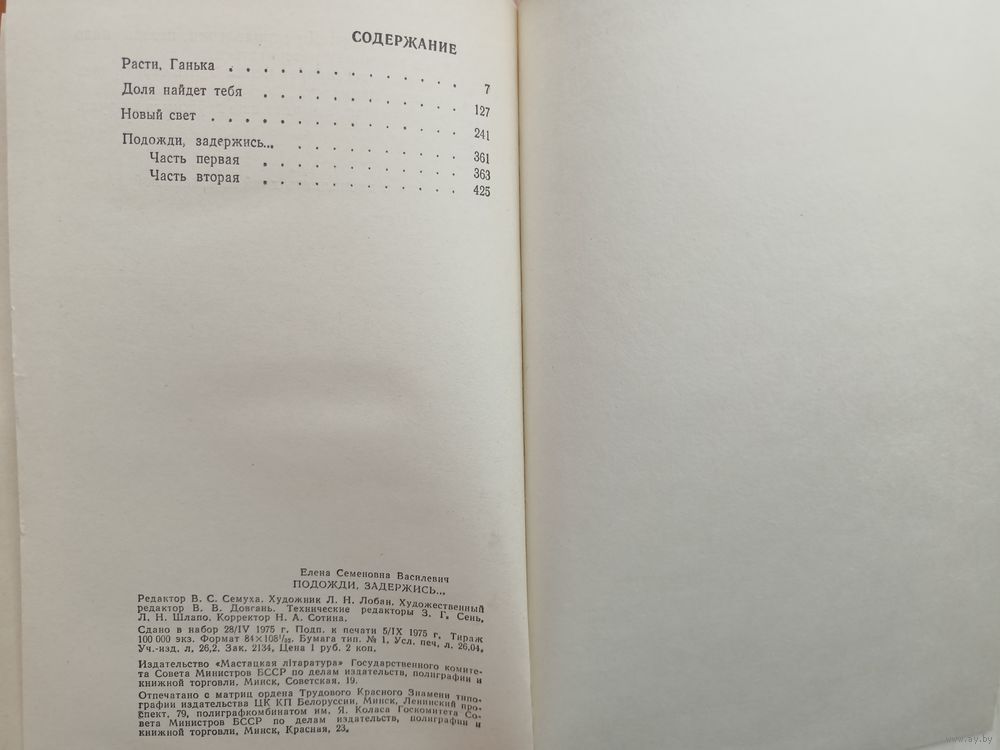 СОДЕРЖАНИЕ
Расти, Ганька . . . . . . . . . . . . . 7
Доля найдет тебя . . . . . . . . . . . 127
Новый свет . . . . . . . . . . . . . 241
Подожди, задержись... . . . . . . . . . 361
Часть первая . . . . . . . . . . . 363
Часть вторая . . . . . . . . . . . 425
Елена Семеновна Василевич
ПОДОЖДИ, ЗАДЕРЖИСЬ...
Редактор В. С. Семуха. Художник Л. Н. Лобан. Художественный
редактор В. В. Довгань. Технические редакторы З. Г. Сень,
Л. Н. Шлапо. Корректор Н. А. Сотина.
Сдано в набор 28/IV 1975 г. Подп. к печати 5/IX 1975 г. Тираж
100 000 экз. Формат 84×108¹/₃₂. Бумага тип. № 1. Усл. печ. л. 26,04.
Уч.-изд. л. 26,2. Зак. 2134. Цена 1 руб. 2 коп.
Издательство «Мастацкая літаратура» Государственного комите-
та Совета Министров БССР по делам издательств, полиграфии и
книжной торговли. Минск, Советская, 19.
Отпечатано с матриц ордена Трудового Красного Знамени типо-
графии издательства ЦК КП Белоруссии. Минск, Ленинский про-
спект, 79, полиграфкомбинатом им. Я. Коласа Госкомитета Со-
вета Министров БССР по делам издательств, полиграфии и
книжной торговли, Минск, Красная, 23.
www.ay.by